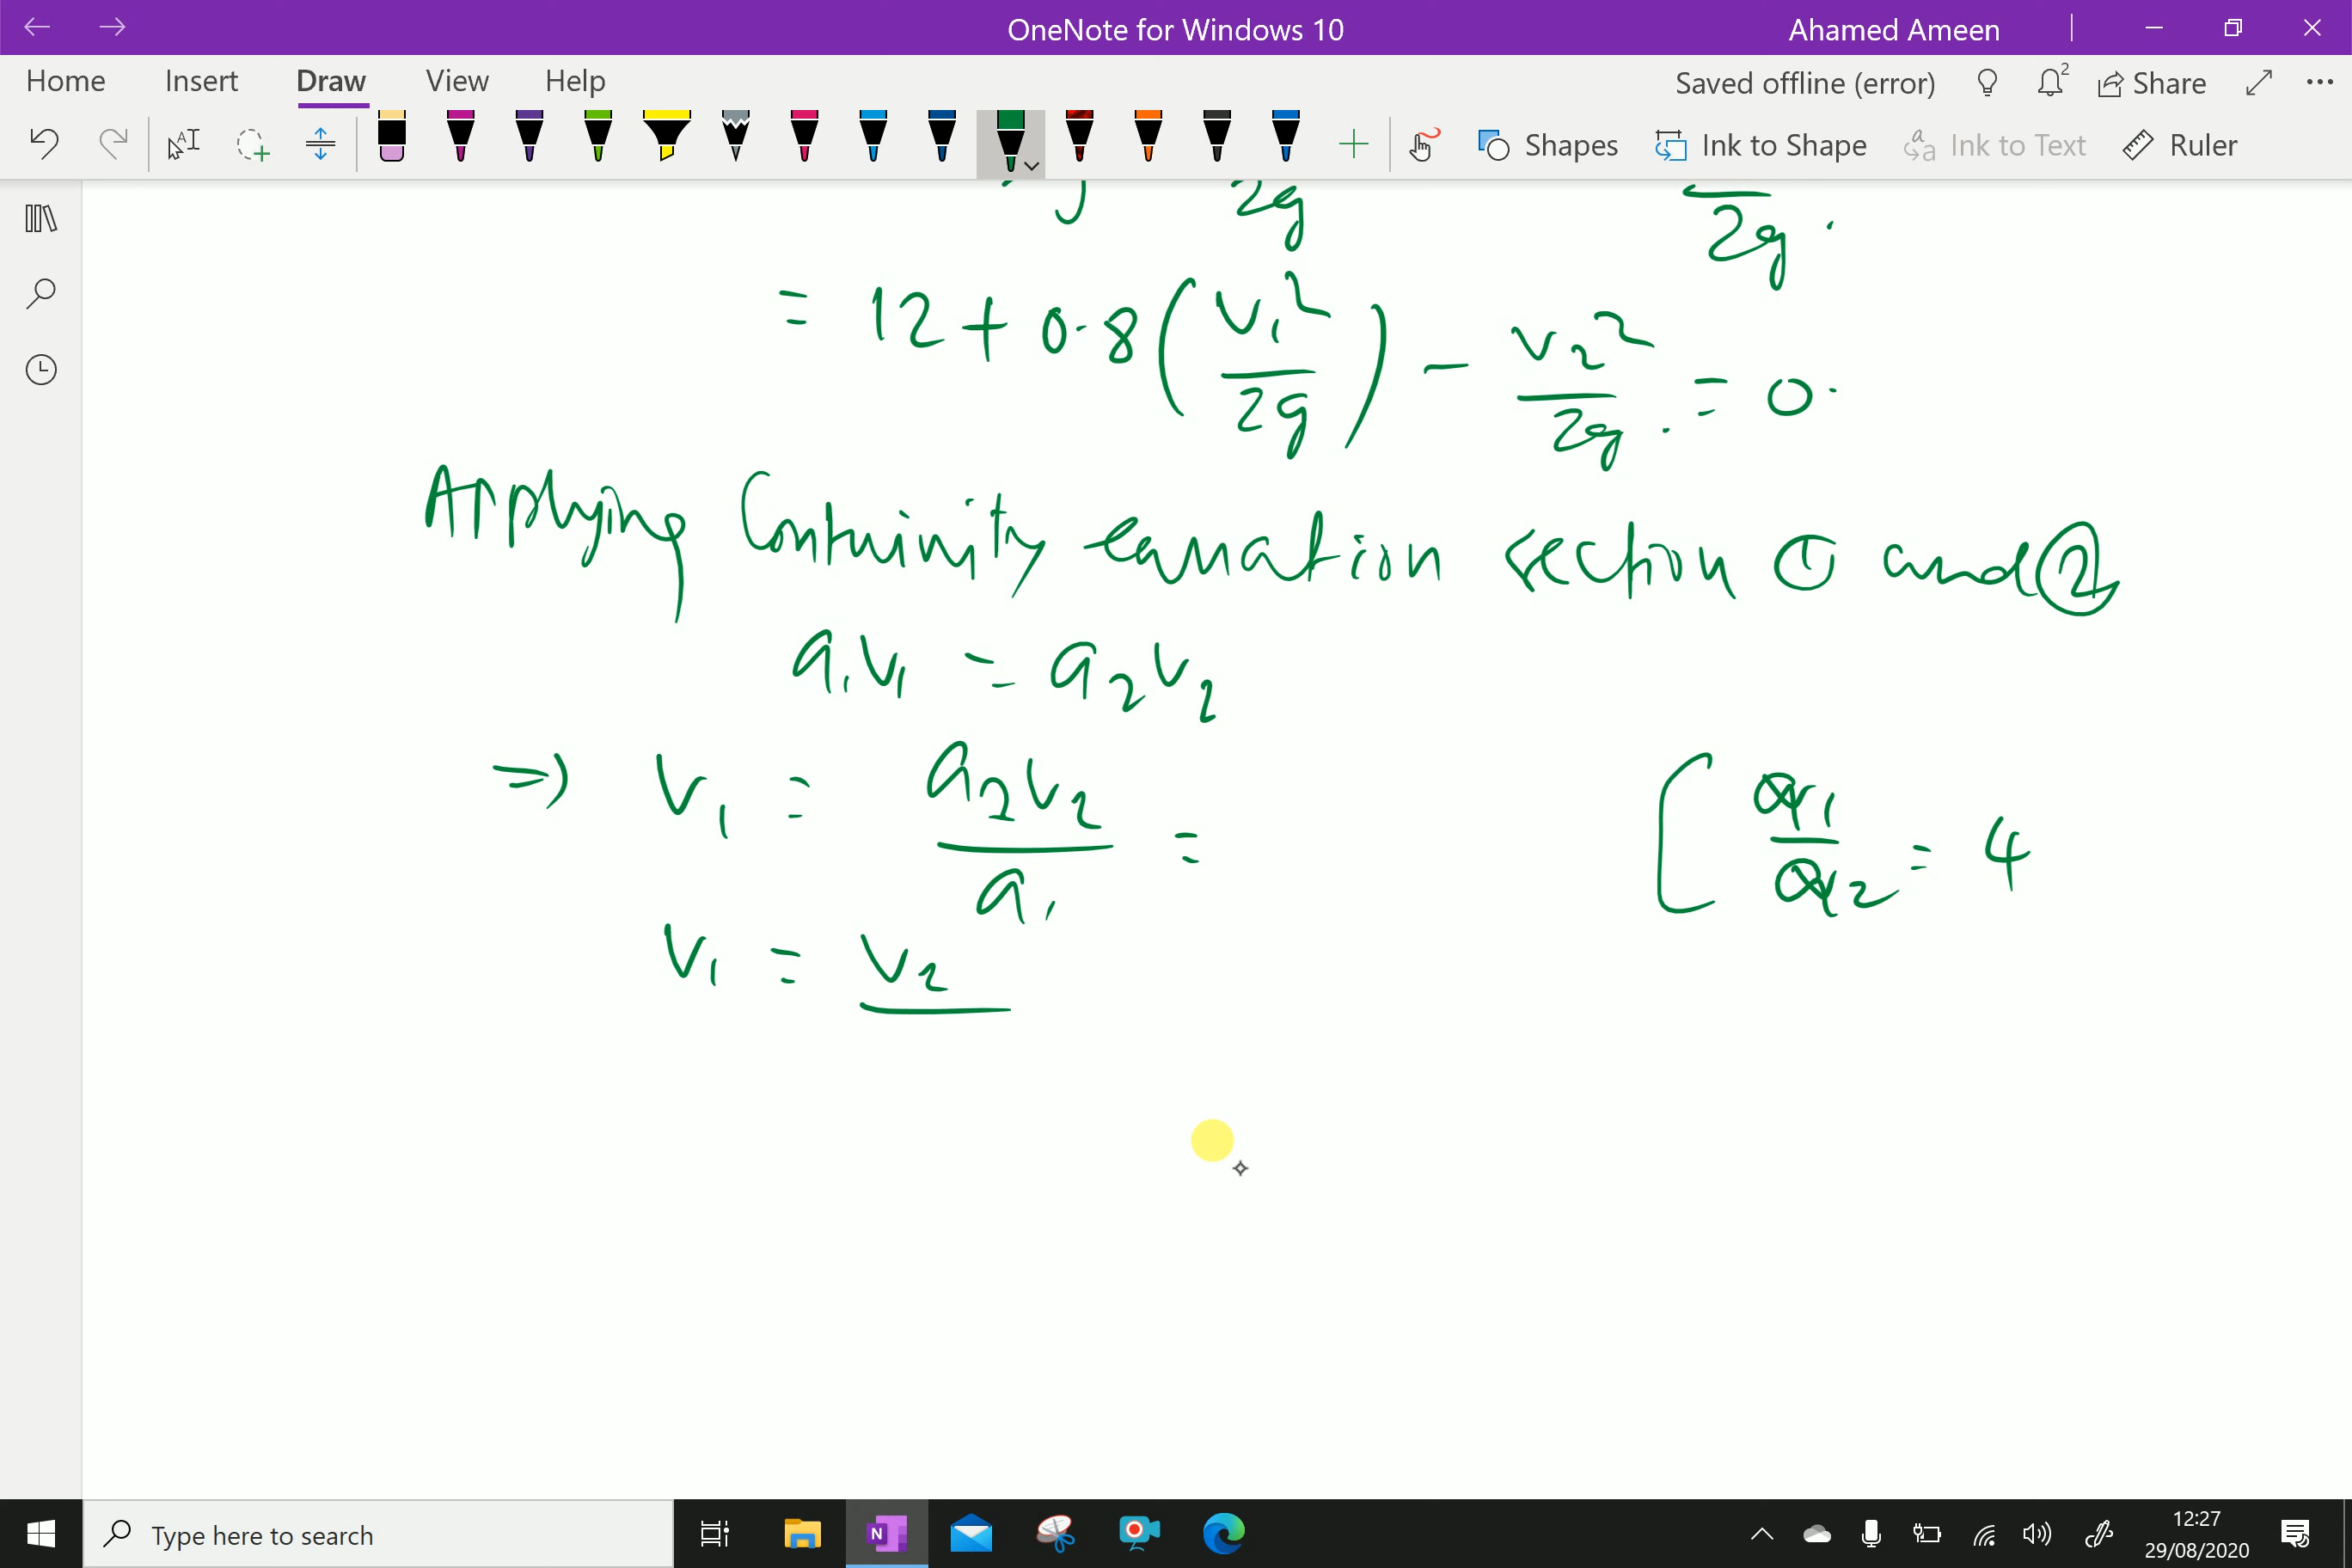 OneNote for Windows 10
Ahamed Ameen
Home Insert Draw View Help
Saved offline (error)
2
Share
Shapes Ink to Shape Ink to Text Ruler
2g 2g .
= 12 + 0.8 ( v₁² / 2g ) - v₂² / 2g . = 0 .
Applying Continuinity equation section ① and ②
a₁v₁ = a₂v₂
=> v₁ = a₂v₂ / a₁ =
[ a₁ / a₂ = 4
v₁ = v₂
Type here to search
12:27
29/08/2020